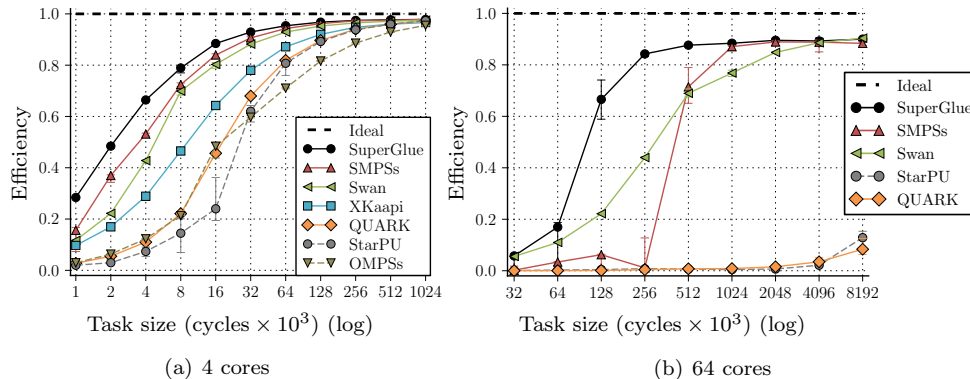 1.0
0.8
0.6
0.4
0.2
0.0
Efficiency
1 2 4 8 16 32 64 128 256 512 1024
Task size (cycles × 10³) (log)
Ideal
SuperGlue
SMPSs
Swan
XKaapi
QUARK
StarPU
OMPSs
(a) 4 cores
1.0
0.8
0.6
0.4
0.2
0.0
Efficiency
32 64 128 256 512 1024 2048 4096 8192
Task size (cycles × 10³) (log)
Ideal
SuperGlue
SMPSs
Swan
StarPU
QUARK
(b) 64 cores